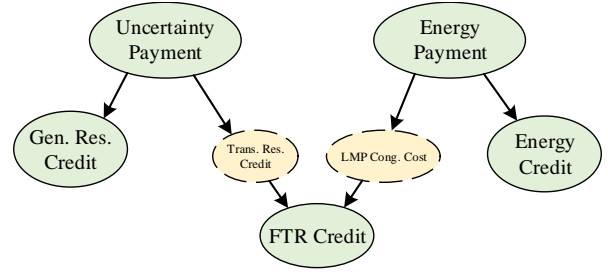 Uncertainty
Payment
Energy
Payment
Gen. Res.
Credit
Trans. Res.
Credit
LMP Cong. Cost
Energy
Credit
FTR Credit